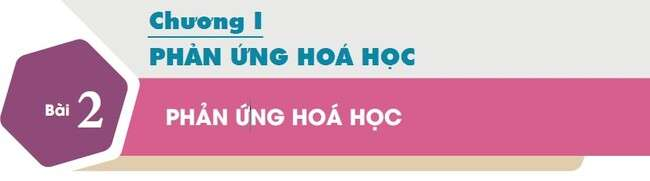 Chương I
PHẢN ỨNG HOÁ HỌC
Bài 2
PHẢN ỨNG HOÁ HỌC